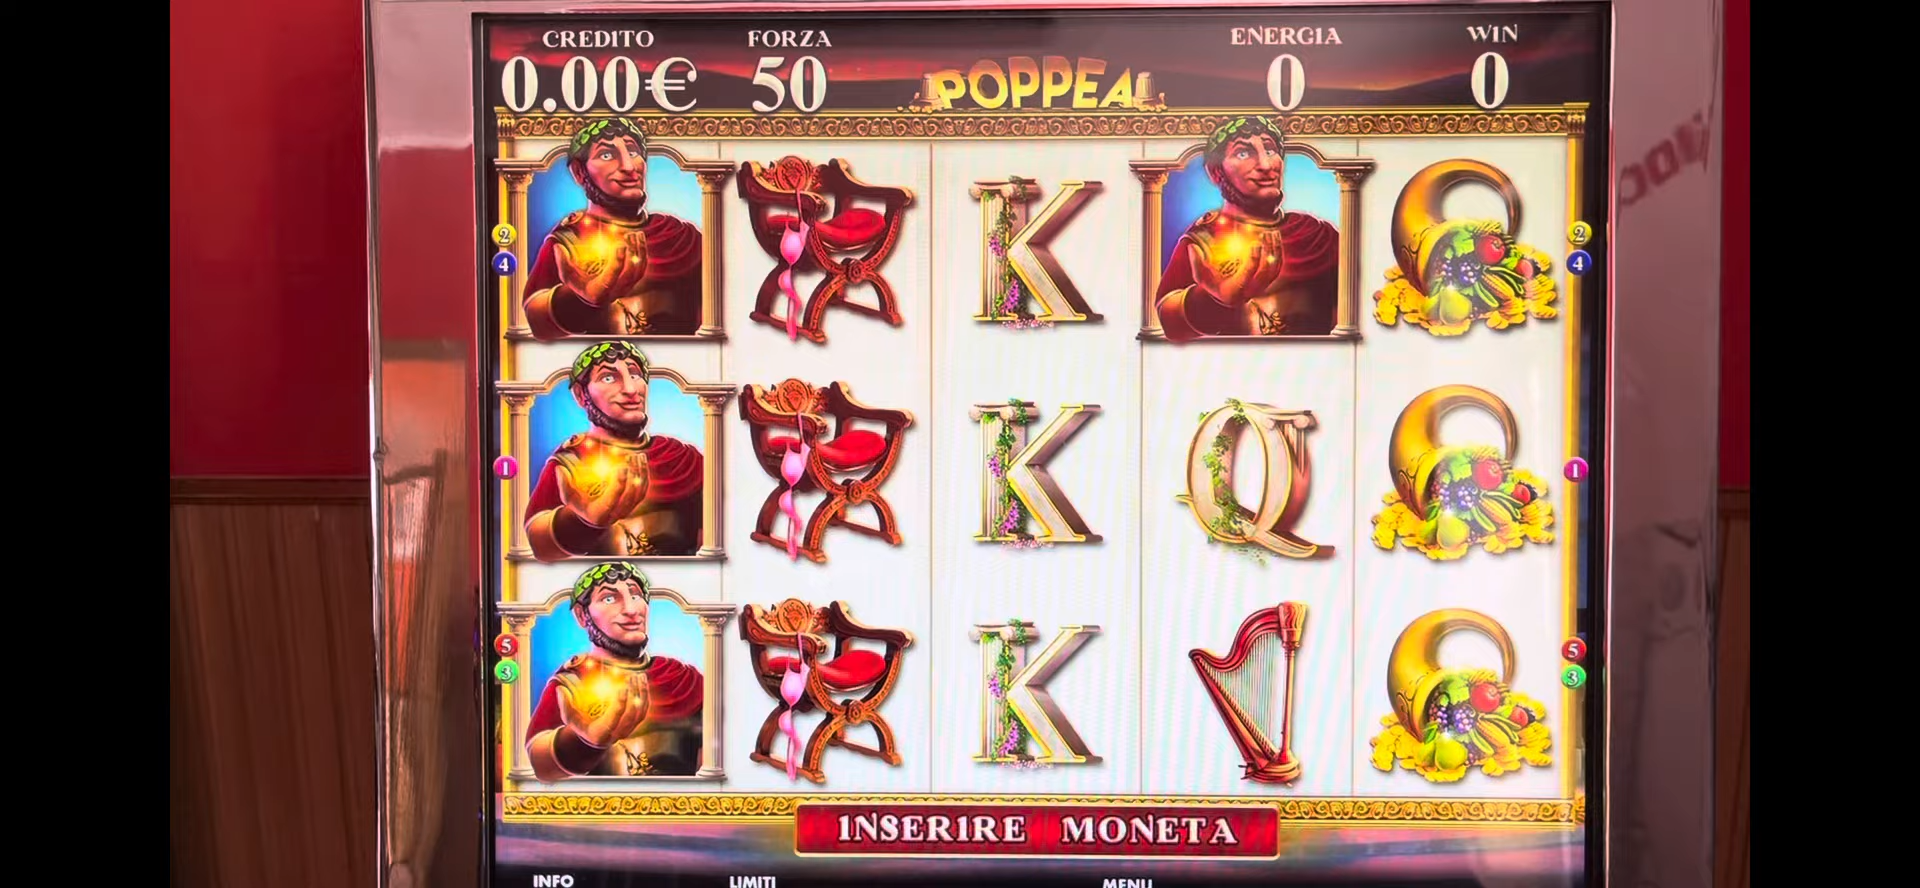 CREDITO FORZA ENERGIA WIN
0.00€ 50 POPPEA 0 0
2 2
4 4
K
Q
1 1
K
5 5
3 3
K
INSERIRE MONETA
INFO LIMITI MENU